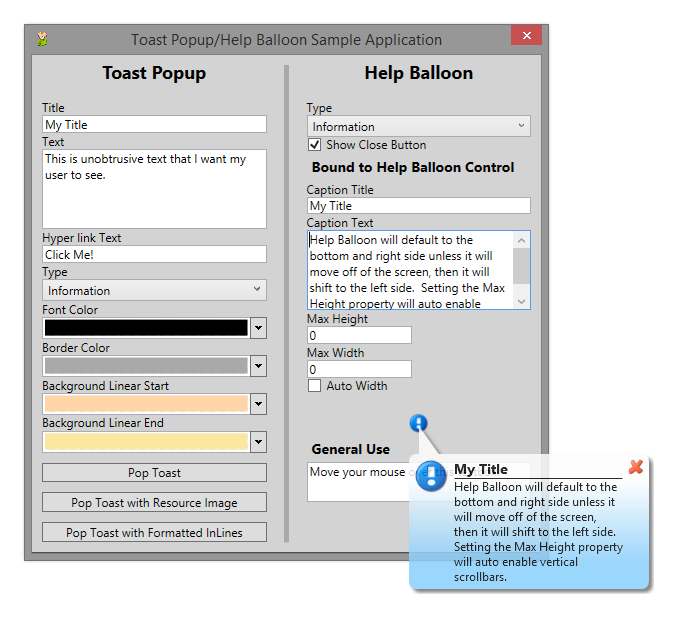 Toast Popup/Help Balloon Sample Application
Toast Popup
Title
My Title
Text
This is unobtrusive text that I want my
user to see.
Hyper link Text
Click Me!
Type
Information
Font Color
Border Color
Background Linear Start
Background Linear End
Pop Toast
Pop Toast with Resource Image
Pop Toast with Formatted InLines
Help Balloon
Type
Information
Show Close Button
Bound to Help Balloon Control
Caption Title
My Title
Caption Text
Help Balloon will default to the
bottom and right side unless it will
move off of the screen, then it will
shift to the left side.  Setting the Max
Height property will auto enable
Max Height
0
Max Width
0
Auto Width
General Use
Move your mouse over this
My Title
Help Balloon will default to the
bottom and right side unless it
will move off of the screen,
then it will shift to the left side.
Setting the Max Height property
will auto enable vertical
scrollbars.